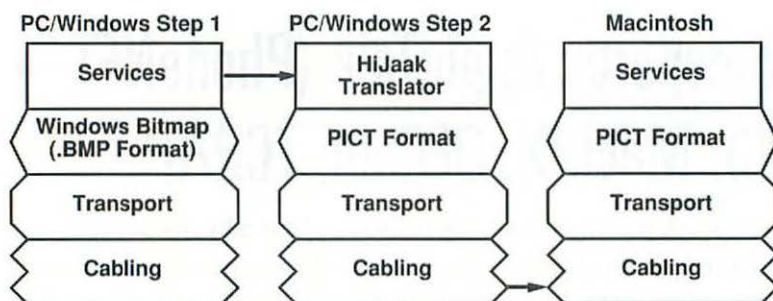 PC/Windows Step 1
Services
Windows Bitmap
(.BMP Format)
Transport
Cabling
PC/Windows Step 2
HiJaak
Translator
PICT Format
Transport
Cabling
Macintosh
Services
PICT Format
Transport
Cabling